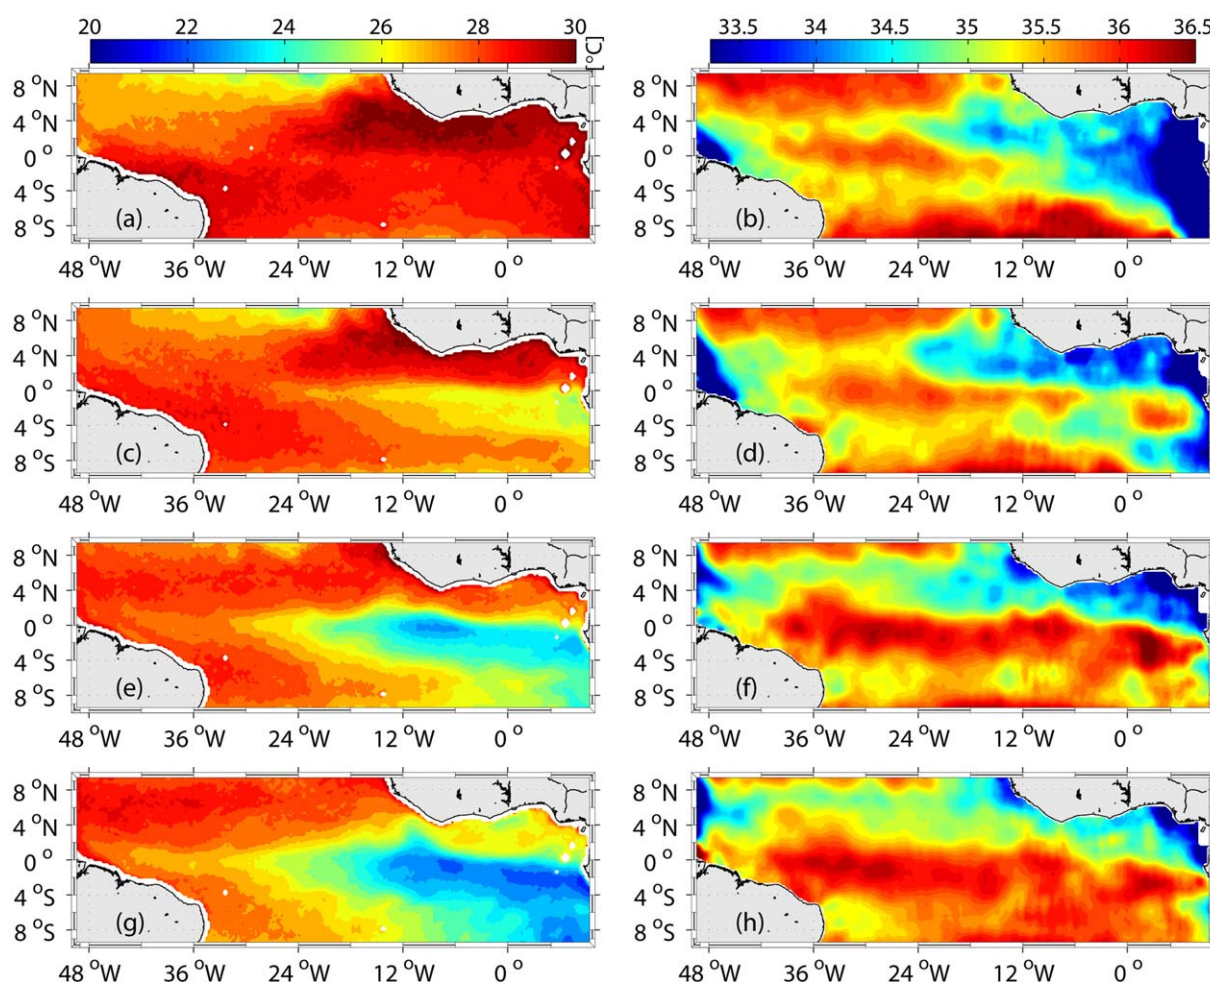 20 22 24 26 28 30 33.5 34 34.5 35 35.5 36 36.5
[°C]
8 °N 8 °N
4 °N 4 °N
0 ° 0 °
4 °S 4 °S
8 °S (a) 8 °S (b)
48 °W 36 °W 24 °W 12 °W 0 ° 48 °W 36 °W 24 °W 12 °W 0 °
8 °N 8 °N
4 °N 4 °N
0 ° 0 °
4 °S 4 °S
8 °S (c) 8 °S (d)
48 °W 36 °W 24 °W 12 °W 0 ° 48 °W 36 °W 24 °W 12 °W 0 °
8 °N 8 °N
4 °N 4 °N
0 ° 0 °
4 °S 4 °S
8 °S (e) 8 °S (f)
48 °W 36 °W 24 °W 12 °W 0 ° 48 °W 36 °W 24 °W 12 °W 0 °
8 °N 8 °N
4 °N 4 °N
0 ° 0 °
4 °S 4 °S
8 °S (g) 8 °S (h)
48 °W 36 °W 24 °W 12 °W 0 ° 48 °W 36 °W 24 °W 12 °W 0 °